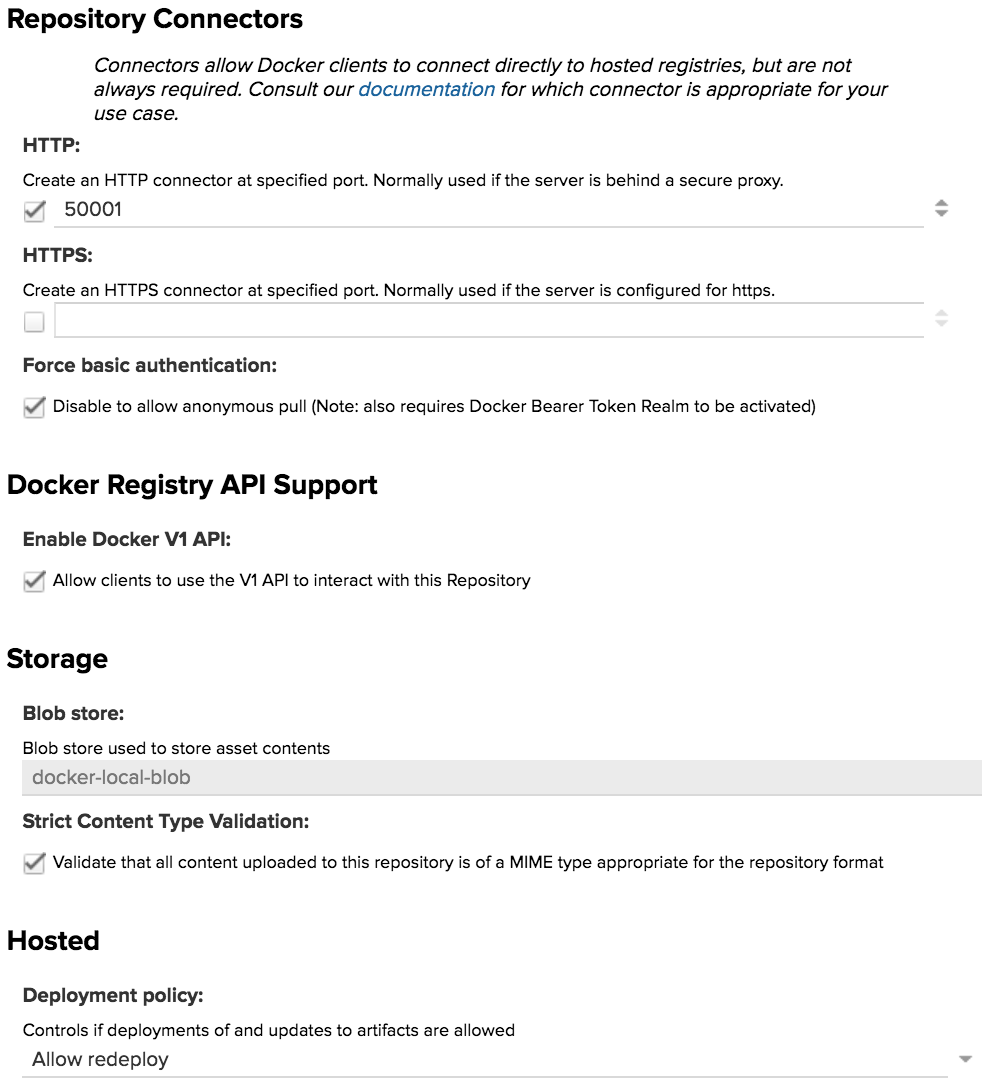 Repository Connectors
Connectors allow Docker clients to connect directly to hosted registries, but are not
always required. Consult our documentation for which connector is appropriate for your
use case.
HTTP:
Create an HTTP connector at specified port. Normally used if the server is behind a secure proxy.
50001
HTTPS:
Create an HTTPS connector at specified port. Normally used if the server is configured for https.
Force basic authentication:
Disable to allow anonymous pull (Note: also requires Docker Bearer Token Realm to be activated)
Docker Registry API Support
Enable Docker V1 API:
Allow clients to use the V1 API to interact with this Repository
Storage
Blob store:
Blob store used to store asset contents
docker-local-blob
Strict Content Type Validation:
Validate that all content uploaded to this repository is of a MIME type appropriate for the repository format
Hosted
Deployment policy:
Controls if deployments of and updates to artifacts are allowed
Allow redeploy